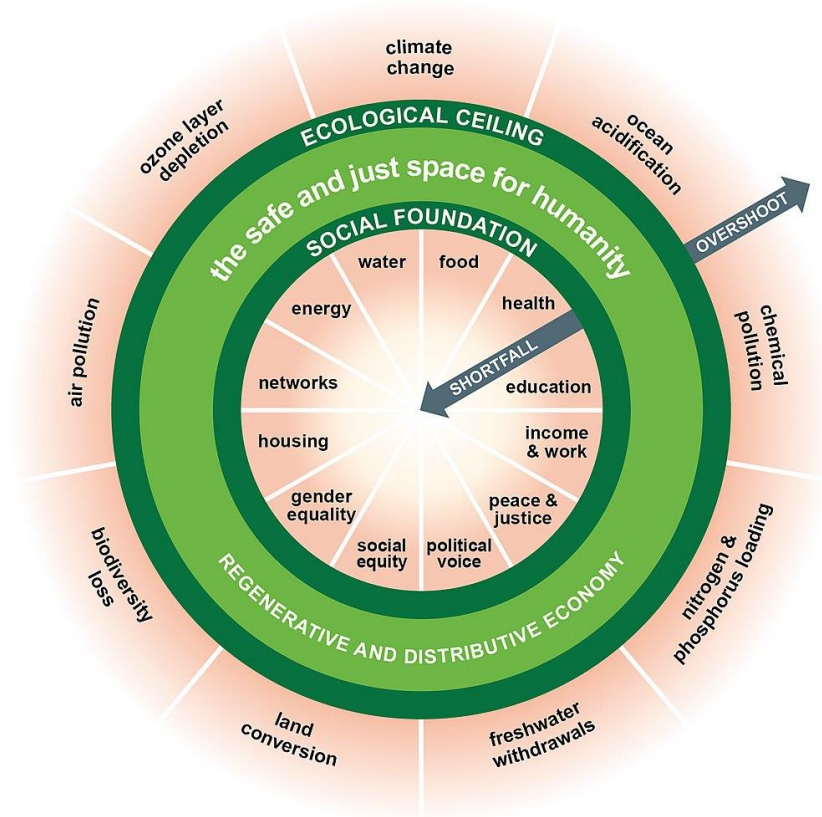 climate
change
ozone layer
depletion
ocean
acidification
ECOLOGICAL CEILING
the safe and just space for humanity
OVERSHOOT
SOCIAL FOUNDATION
water
food
energy
health
air pollution
chemical
pollution
SHORTFALL
networks
education
housing
income
& work
gender
equality
peace &
justice
social
equity
political
voice
biodiversity
loss
nitrogen &
phosphorus loading
REGENERATIVE AND DISTRIBUTIVE ECONOMY
land
conversion
freshwater
withdrawals